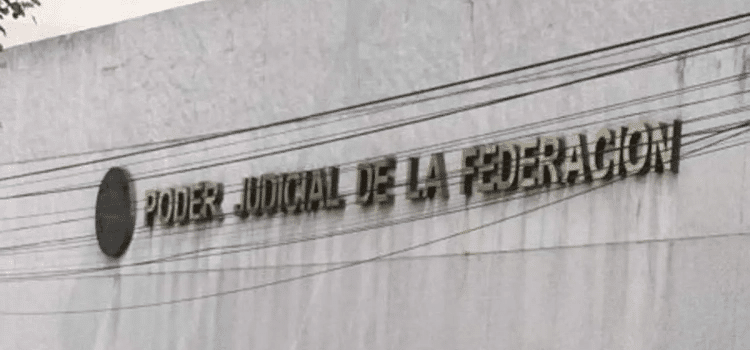 PODER JUDICIAL DE LA FEDERACION